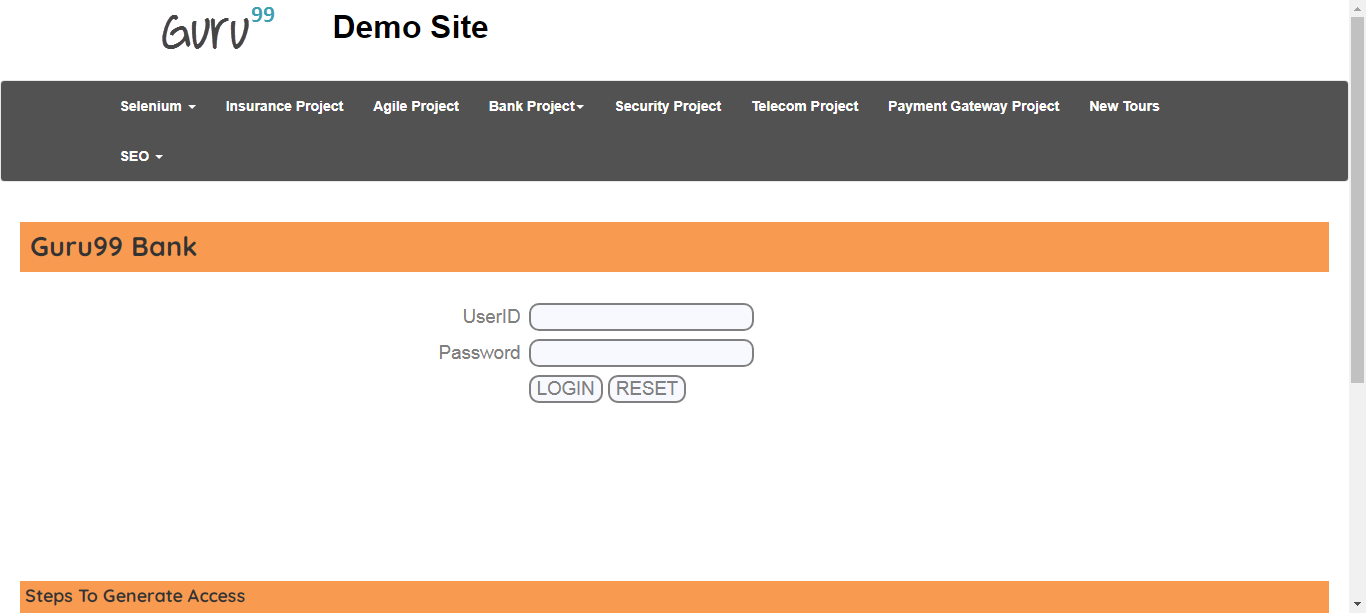 Guru99
Demo Site
Selenium
Insurance Project
Agile Project
Bank Project
Security Project
Telecom Project
Payment Gateway Project
New Tours
SEO
Guru99 Bank
UserID
Password
LOGIN RESET
Steps To Generate Access